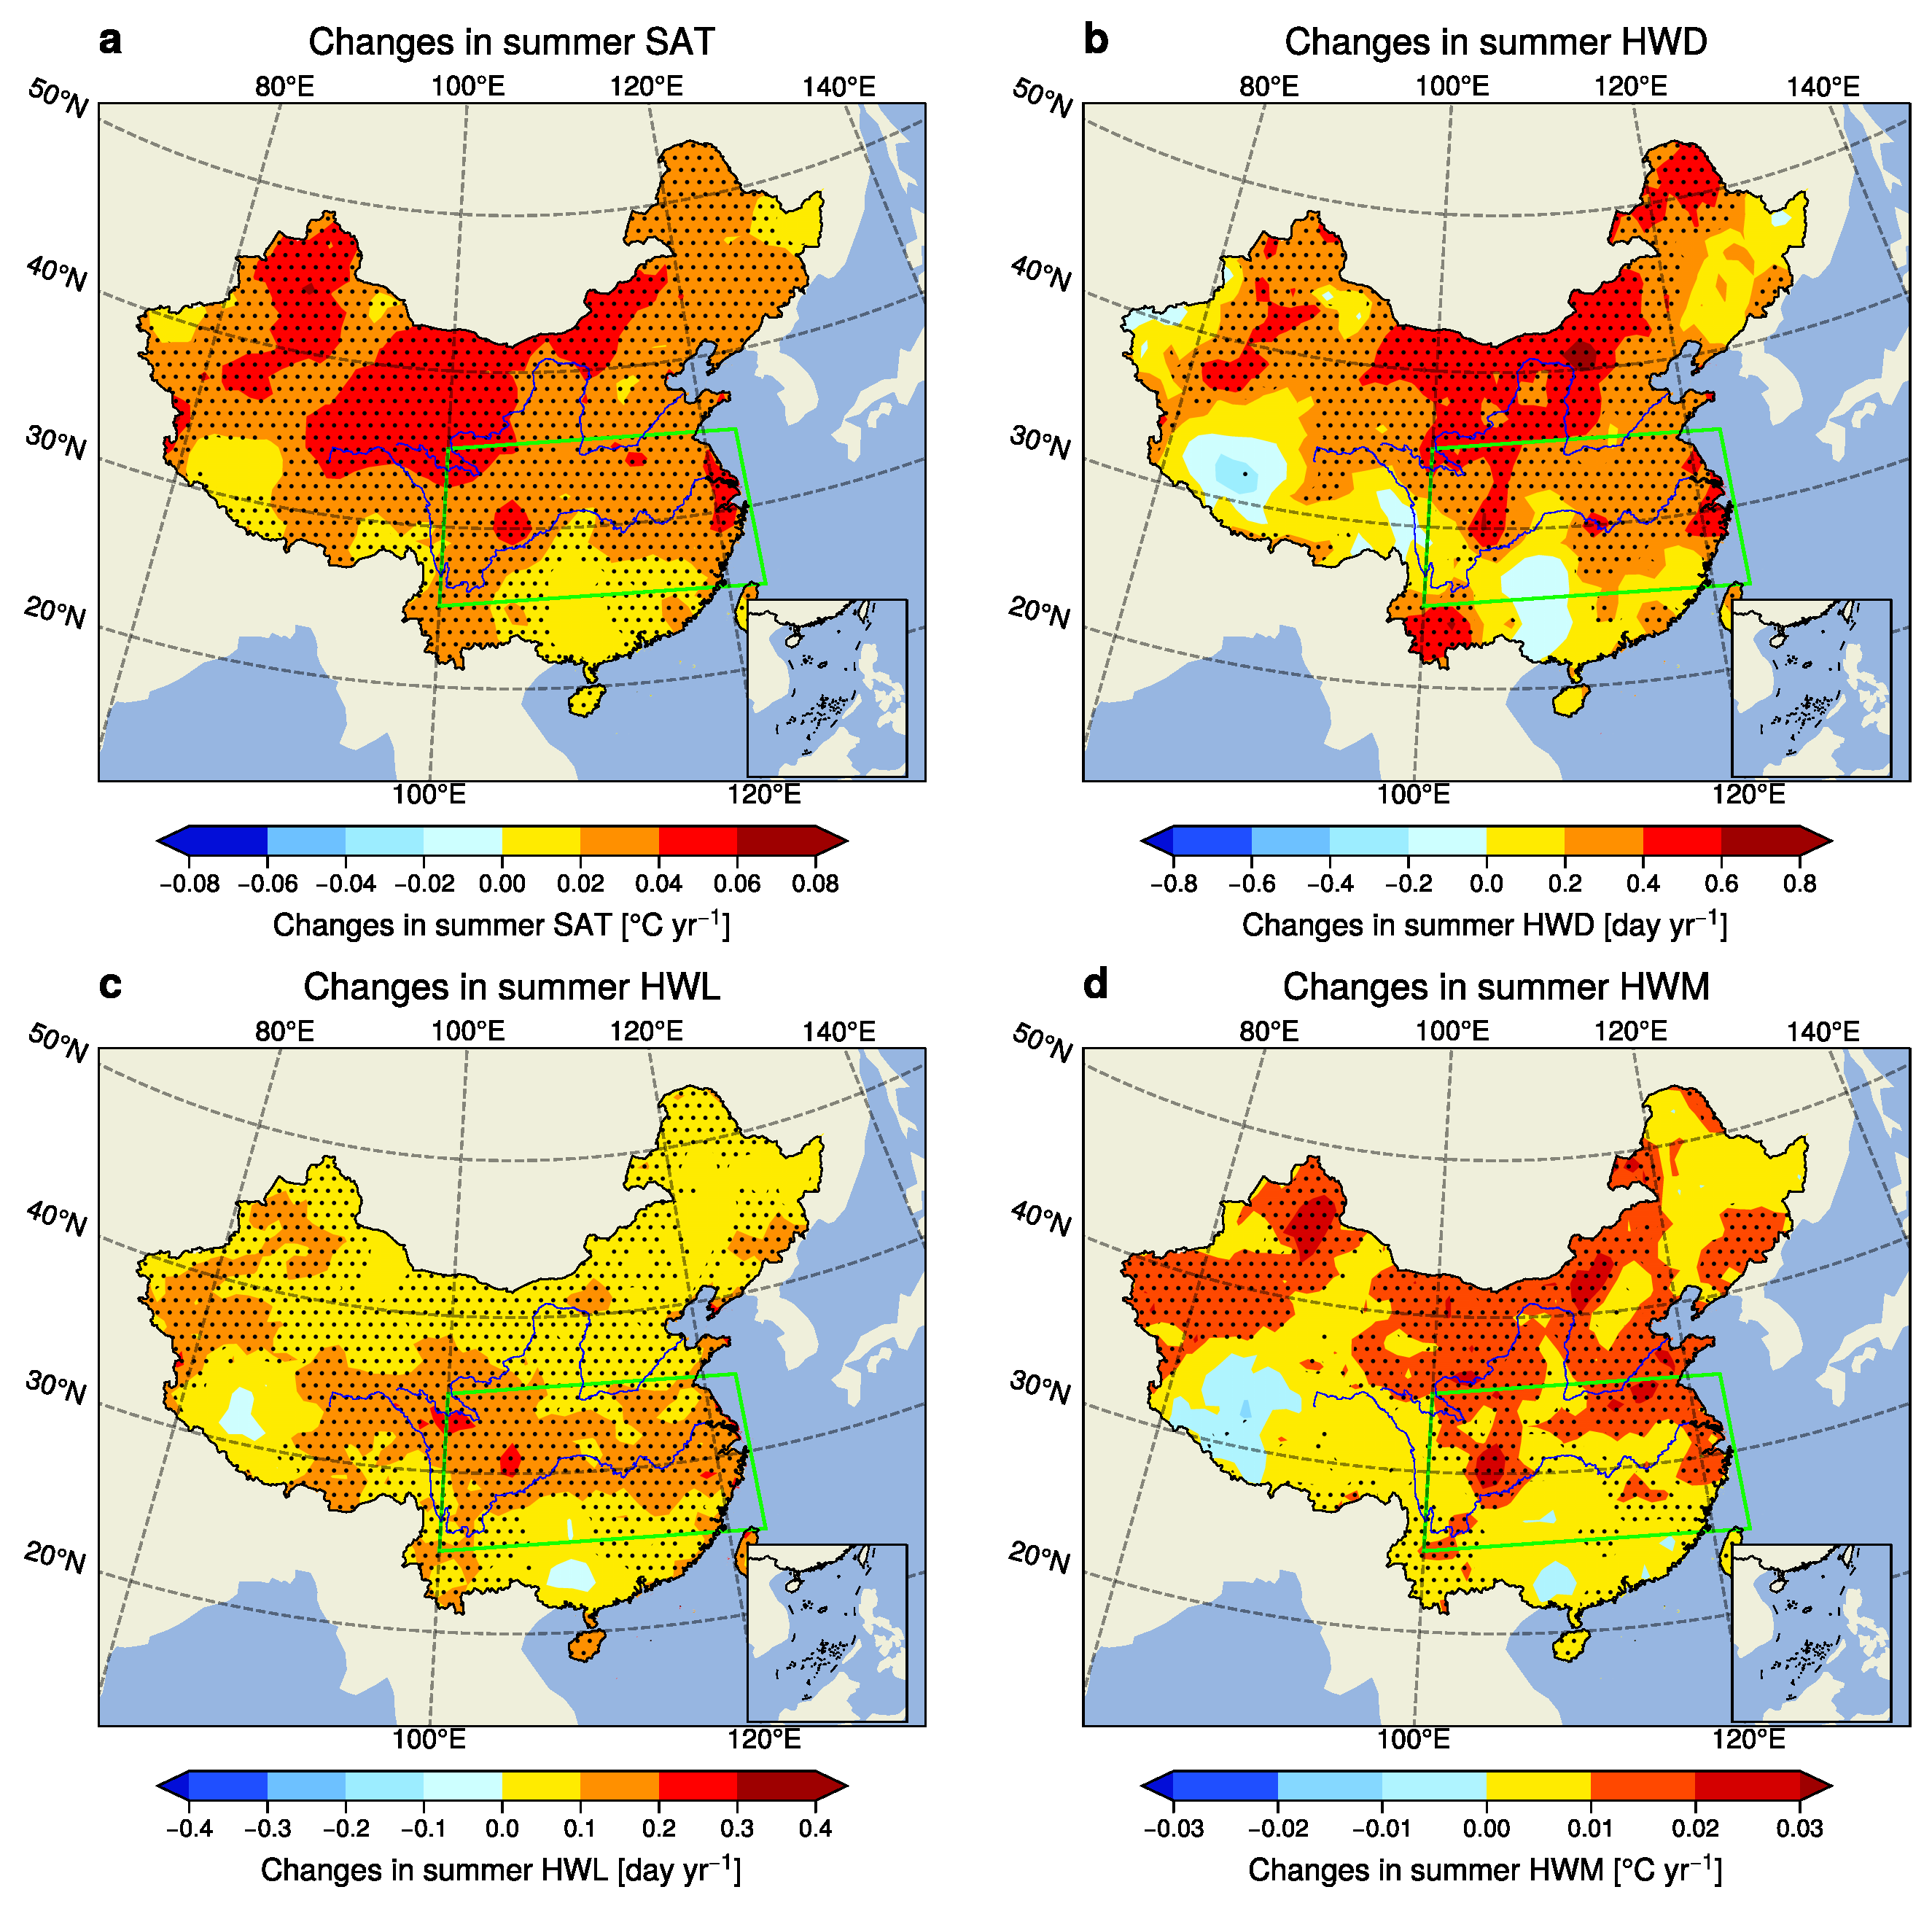 a Changes in summer SAT
80°E 100°E 120°E 140°E
50°N
40°N
30°N
20°N
100°E 120°E
−0.08 −0.06 −0.04 −0.02 0.00 0.02 0.04 0.06 0.08
Changes in summer SAT [°C yr⁻¹]
b Changes in summer HWD
80°E 100°E 120°E 140°E
50°N
40°N
30°N
20°N
100°E 120°E
−0.8 −0.6 −0.4 −0.2 0.0 0.2 0.4 0.6 0.8
Changes in summer HWD [day yr⁻¹]
c Changes in summer HWL
80°E 100°E 120°E 140°E
50°N
40°N
30°N
20°N
100°E 120°E
−0.4 −0.3 −0.2 −0.1 0.0 0.1 0.2 0.3 0.4
Changes in summer HWL [day yr⁻¹]
d Changes in summer HWM
80°E 100°E 120°E 140°E
50°N
40°N
30°N
20°N
100°E 120°E
−0.03 −0.02 −0.01 0.00 0.01 0.02 0.03
Changes in summer HWM [°C yr⁻¹]